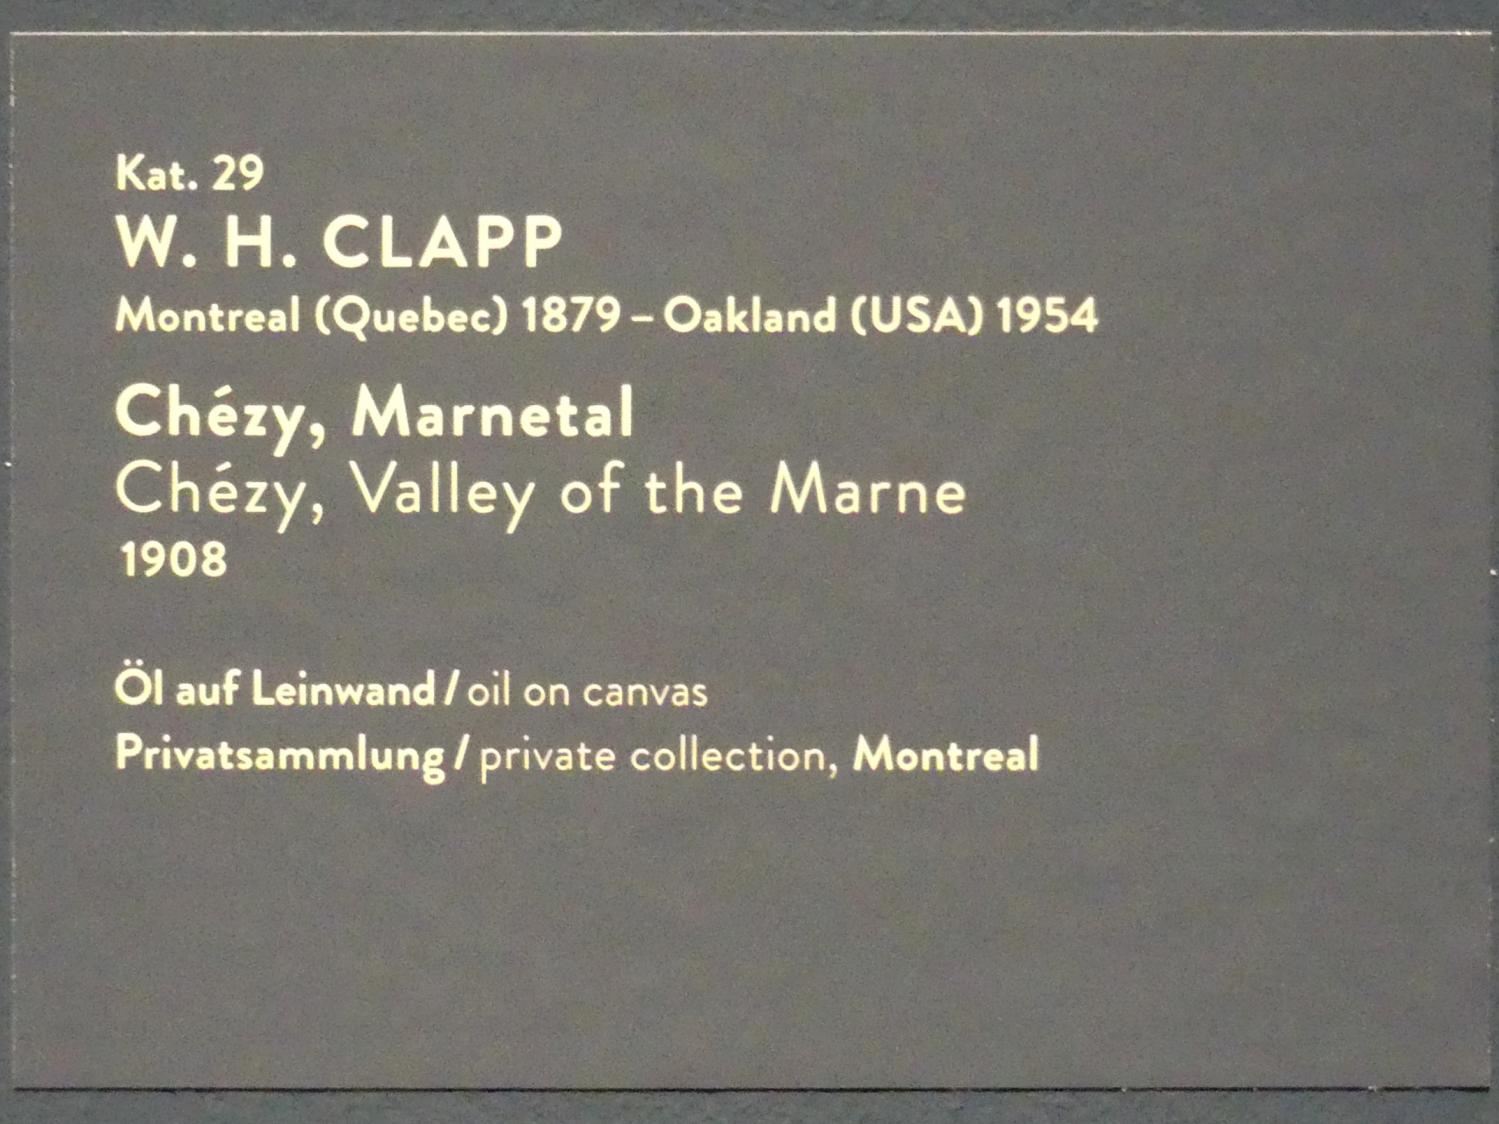 Kat. 29
W. H. CLAPP
Montreal (Quebec) 1879 – Oakland (USA) 1954
Chézy, Marnetal
Chézy, Valley of the Marne
1908
Öl auf Leinwand / oil on canvas
Privatsammlung / private collection, Montreal